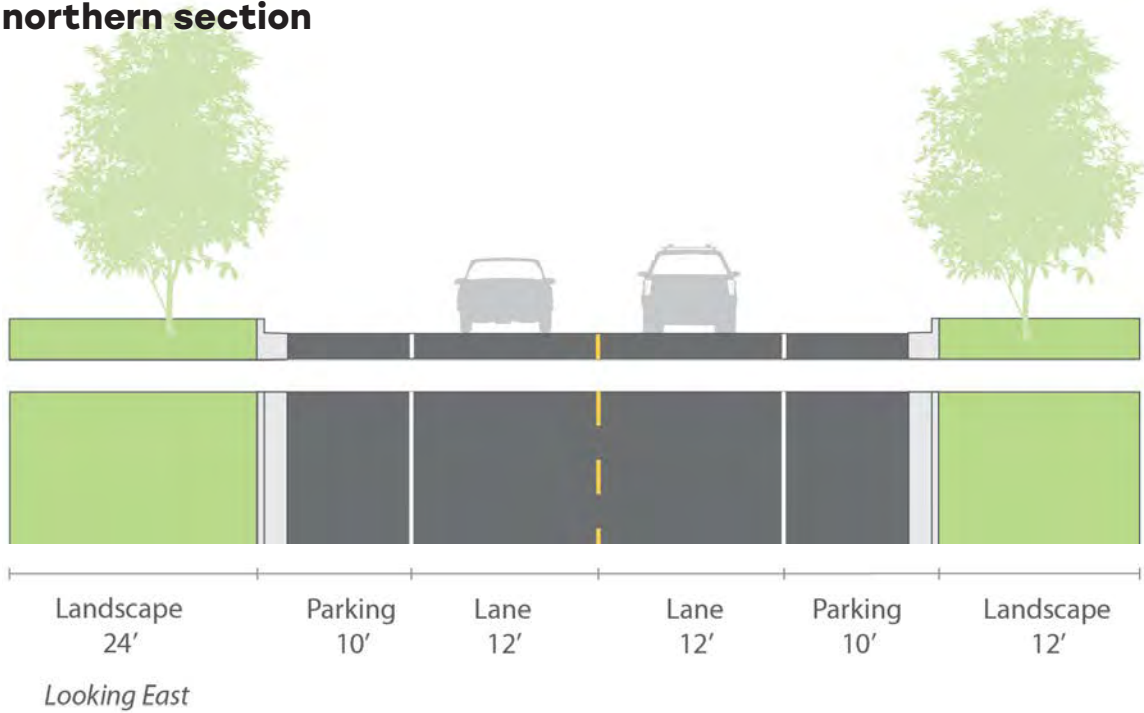 northern section
Landscape
24′
Parking
10′
Lane
12′
Lane
12′
Parking
10′
Landscape
12′
Looking East